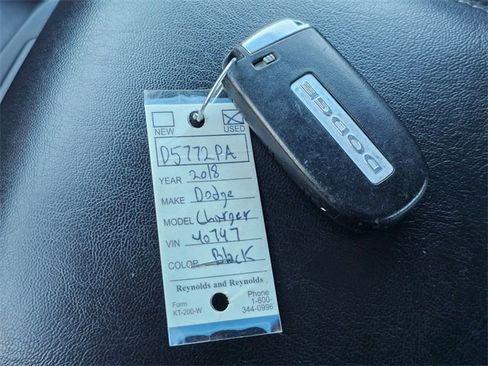 NEW USED
D5772PA
YEAR 2018
MAKE Dodge
MODEL Charger
VIN 40747
COLOR Black
Reynolds and Reynolds
Form
KT-200-W
Phone
1-800-
344-0996
DODGE